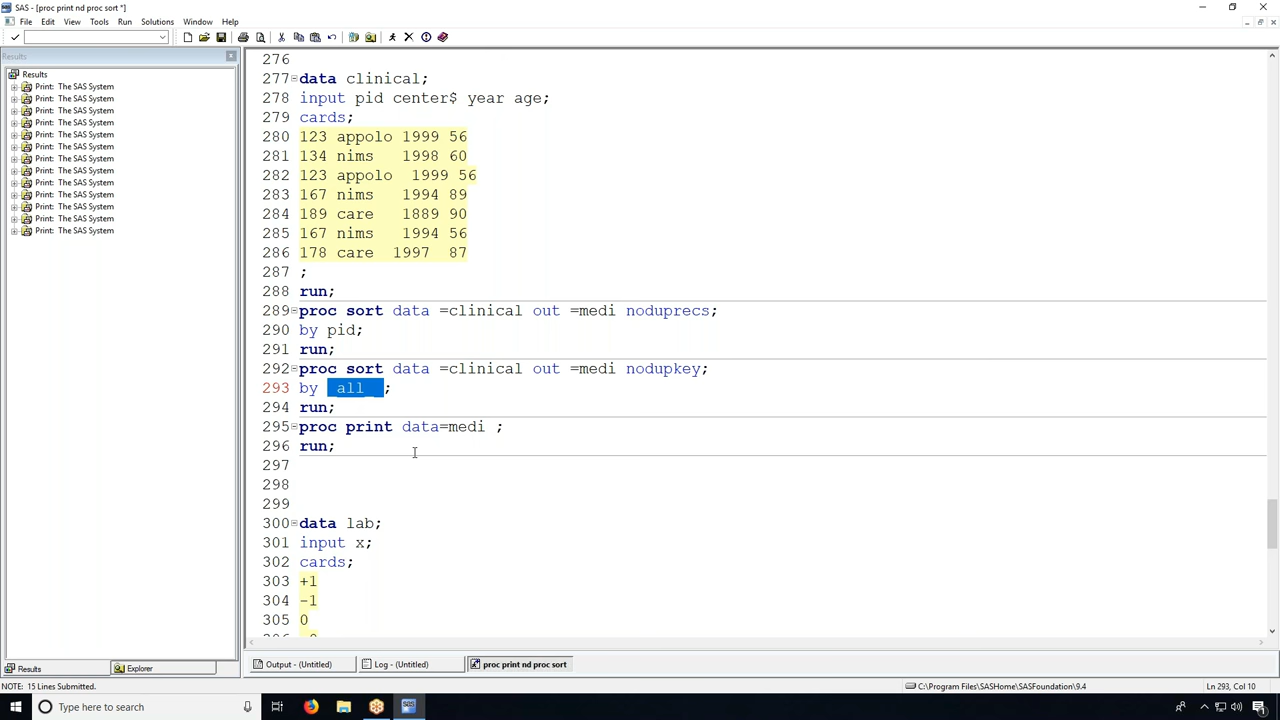 SAS - [proc print nd proc sort *]
File Edit View Tools Run Solutions Window Help
Results
Results
Print: The SAS System
Print: The SAS System
Print: The SAS System
Print: The SAS System
Print: The SAS System
Print: The SAS System
Print: The SAS System
Print: The SAS System
Print: The SAS System
Print: The SAS System
Print: The SAS System
Print: The SAS System
Print: The SAS System
276
277 data clinical;
278 input pid center$ year age;
279 cards;
280 123 appolo 1999 56
281 134 nims 1998 60
282 123 appolo 1999 56
283 167 nims 1994 89
284 189 care 1889 90
285 167 nims 1994 56
286 178 care 1997 87
287 ;
288 run;
289 proc sort data =clinical out =medi noduprecs;
290 by pid;
291 run;
292 proc sort data =clinical out =medi nodupkey;
293 by _all_ ;
294 run;
295 proc print data=medi ;
296 run;
297
298
299
300 data lab;
301 input x;
302 cards;
303 +1
304 -1
305 0
Results Explorer
Output - (Untitled) Log - (Untitled) proc print nd proc sort
NOTE: 15 Lines Submitted. C:\Program Files\SASHome\SASFoundation\9.4 Ln 293, Col 10
Type here to search